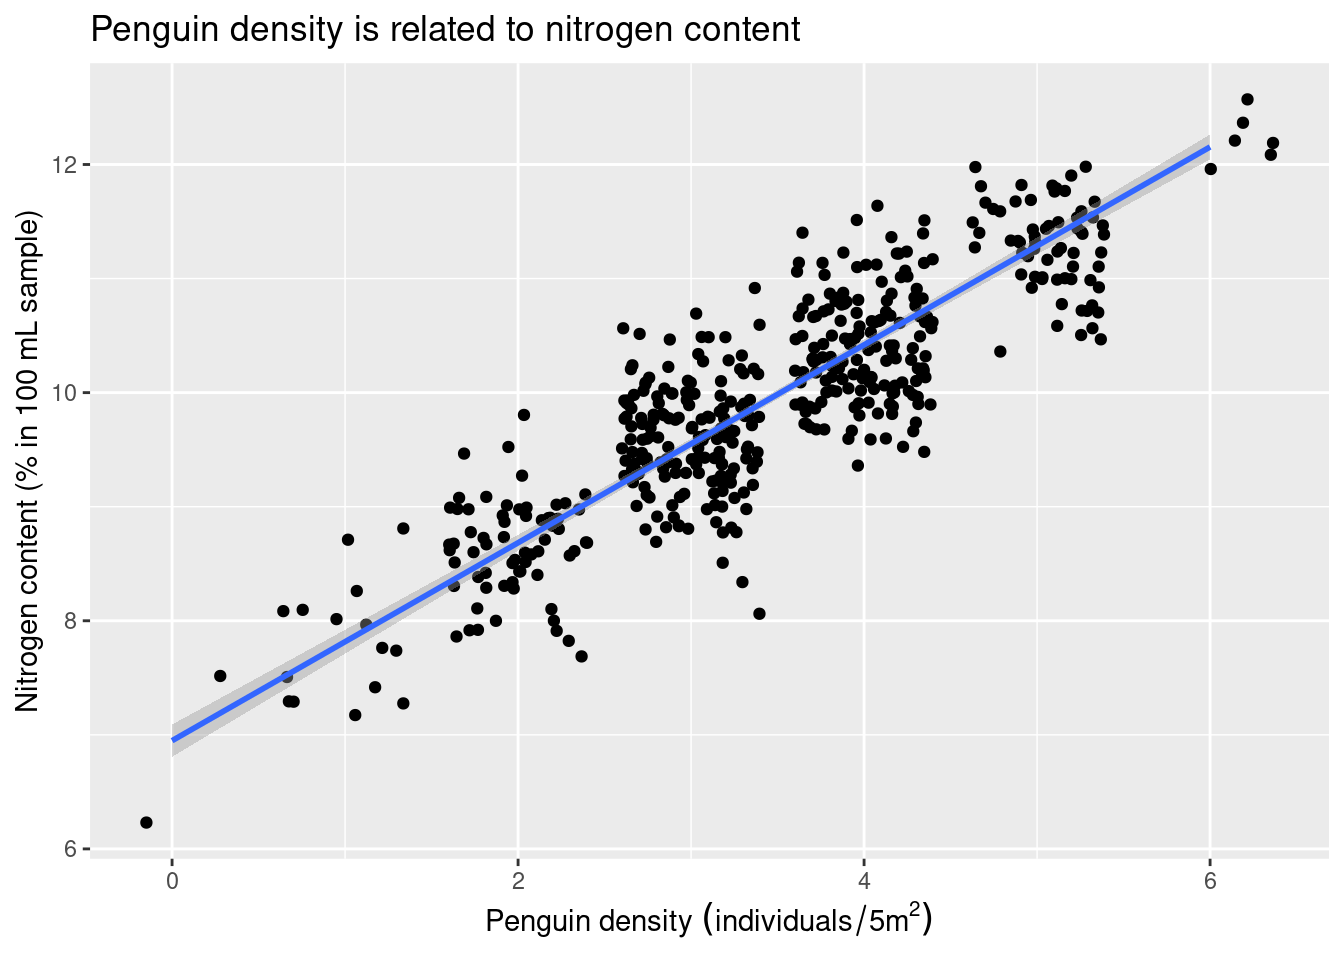 Penguin density is related to nitrogen content
Nitrogen content (% in 100 mL sample)
12
10
8
6
0 2 4 6
Penguin density (individuals/5m²)